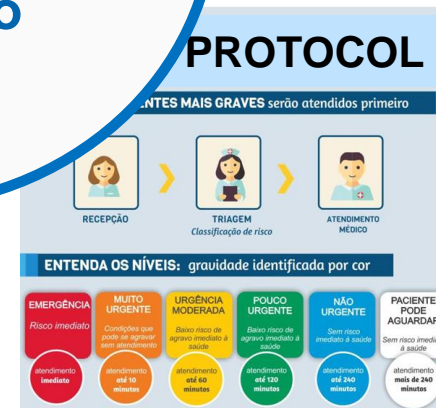 PROTOCOL
MAIS GRAVES serão atendidos primeiro
RECEPÇÃO
TRIAGEM
Classificação de risco
ATENDIMENTO
MÉDICO
ENTENDA OS NÍVEIS: gravidade identificada por cor
EMERGÊNCIA
Risco imediato
atendimento
imediato
MUITO
URGENTE
Condições que
pode se agravar
sem atendimento
atendimento
até 10
minutos
URGÊNCIA
MODERADA
Baixo risco de
agravo imediato à
saúde
atendimento
até 60
minutos
POUCO
URGENTE
Baixo risco de
agravo imediato à
saúde
atendimento
até 120
minutos
NÃO
URGENTE
Sem risco
imediato à saúde
atendimento
até 240
minutos
PACIENTE
PODE
AGUARDAR
Sem risco imediato
à saúde
atendimento
mais de 240
minutos